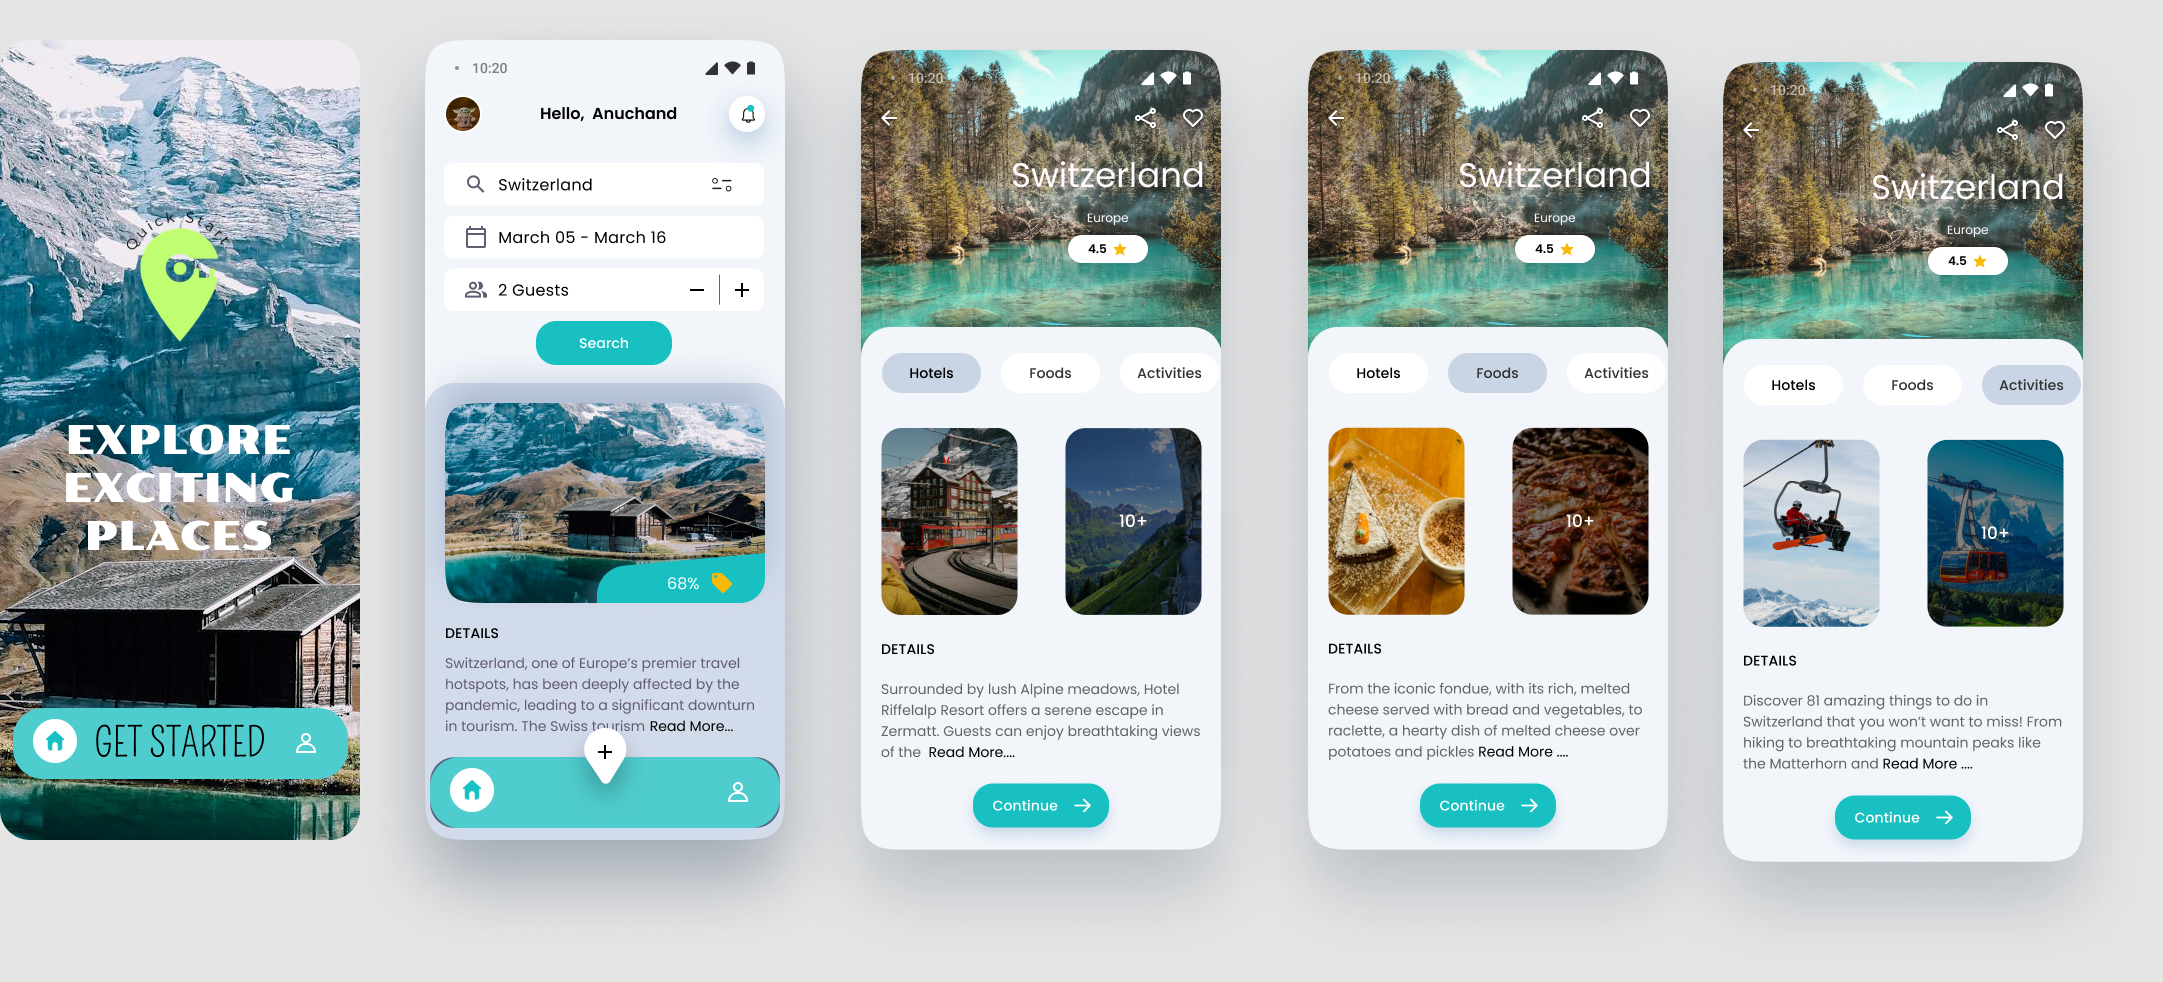 Quick Start
EXPLORE
EXCITING
PLACES
GET STARTED
10:20
Hello, Anuchand
Switzerland
March 05 - March 16
2 Guests
Search
68%
DETAILS
Switzerland, one of Europe's premier travel
hotspots, has been deeply affected by the
pandemic, leading to a significant downturn
in tourism. The Swiss tourism Read More...
10:20
Switzerland
Europe
4.5
Hotels Foods Activities
10+
DETAILS
Surrounded by lush Alpine meadows, Hotel
Riffelalp Resort offers a serene escape in
Zermatt. Guests can enjoy breathtaking views
of the Read More....
Continue
10:20
Switzerland
Europe
4.5
Hotels Foods Activities
10+
DETAILS
From the iconic fondue, with its rich, melted
cheese served with bread and vegetables, to
raclette, a hearty dish of melted cheese over
potatoes and pickles Read More ....
Continue
10:20
Switzerland
Europe
4.5
Hotels Foods Activities
10+
DETAILS
Discover 81 amazing things to do in
Switzerland that you won't want to miss! From
hiking to breathtaking mountain peaks like
the Matterhorn and Read More ....
Continue